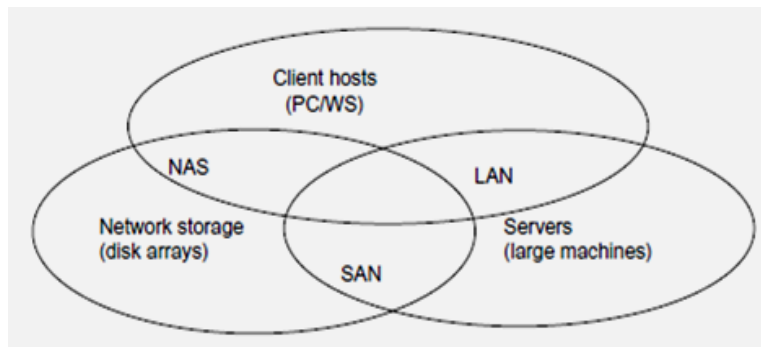 Client hosts
(PC/WS)
NAS
LAN
Network storage
(disk arrays)
Servers
(large machines)
SAN